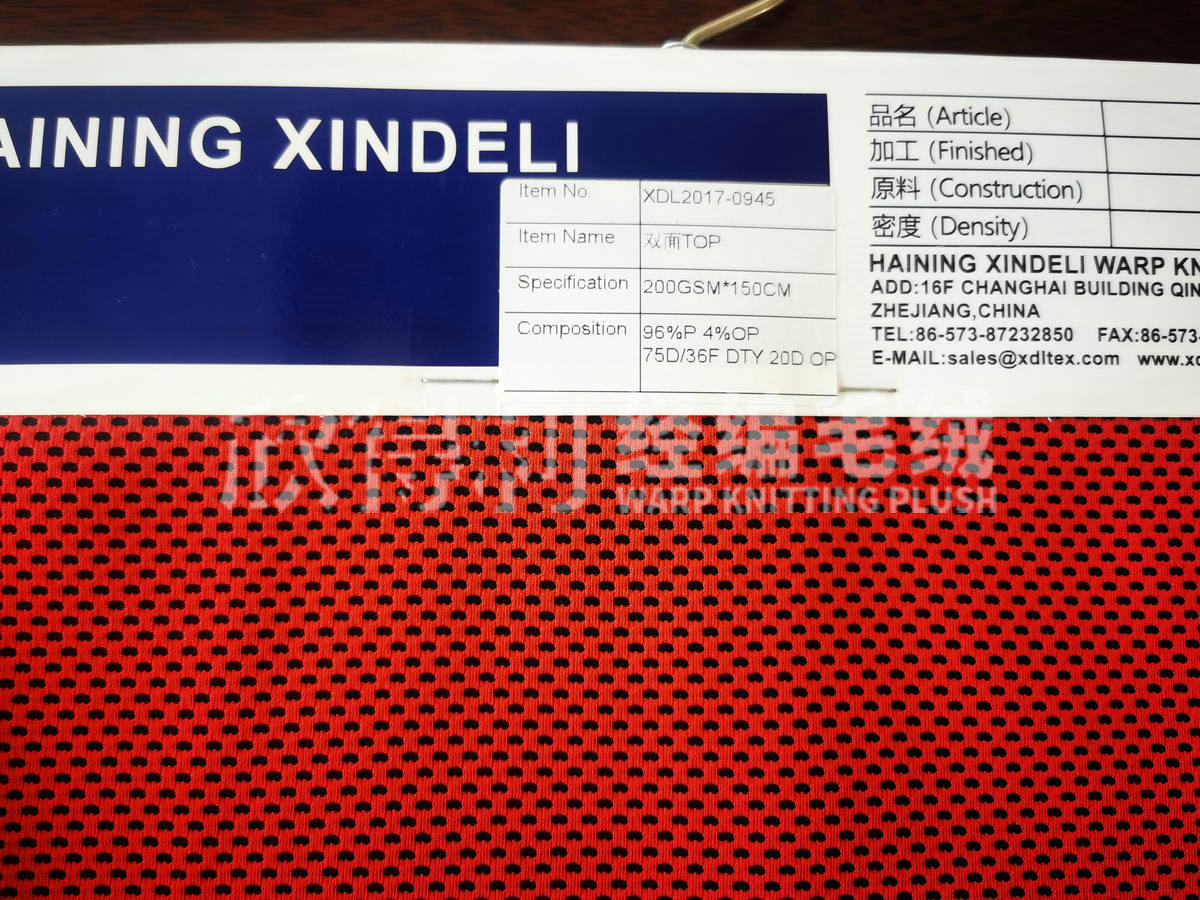 AINING XINDELI
Item No. XDL2017-0945
Item Name 双面TOP
Specification 200GSM*150CM
Composition 96%P 4%OP
75D/36F DTY 20D OP
品名 (Article)
加工 (Finished)
原料 (Construction)
密度 (Density)
HAINING XINDELI WARP KN
ADD:16F CHANGHAI BUILDING QIN
ZHEJIANG,CHINA
TEL:86-573-87232850 FAX:86-573-
E-MAIL:sales@xdltex.com www.xd
欣得利 经编毛绒
WARP KNITTING PLUSH